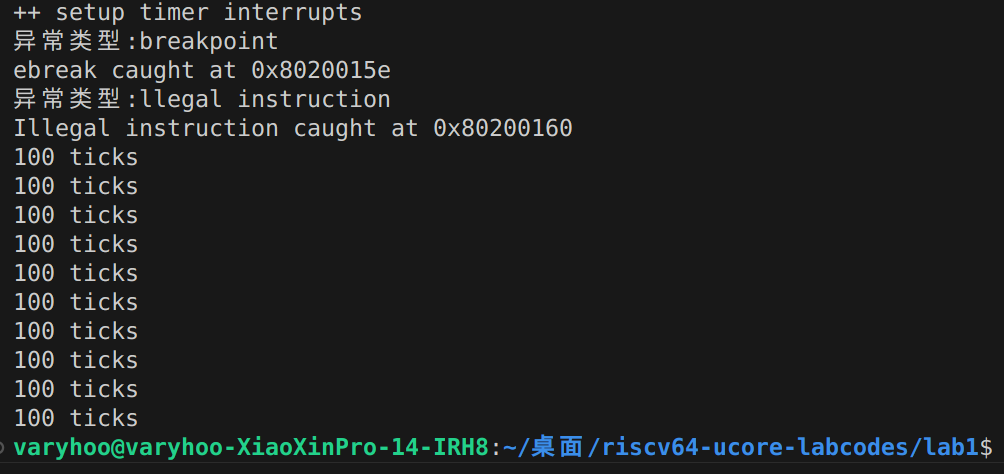 ++ setup timer interrupts
异常类型:breakpoint
ebreak caught at 0x8020015e
异常类型:llegal instruction
Illegal instruction caught at 0x80200160
100 ticks
100 ticks
100 ticks
100 ticks
100 ticks
100 ticks
100 ticks
100 ticks
100 ticks
100 ticks
varyhoo@varyhoo-XiaoXinPro-14-IRH8:~/桌面/riscv64-ucore-labcodes/lab1$